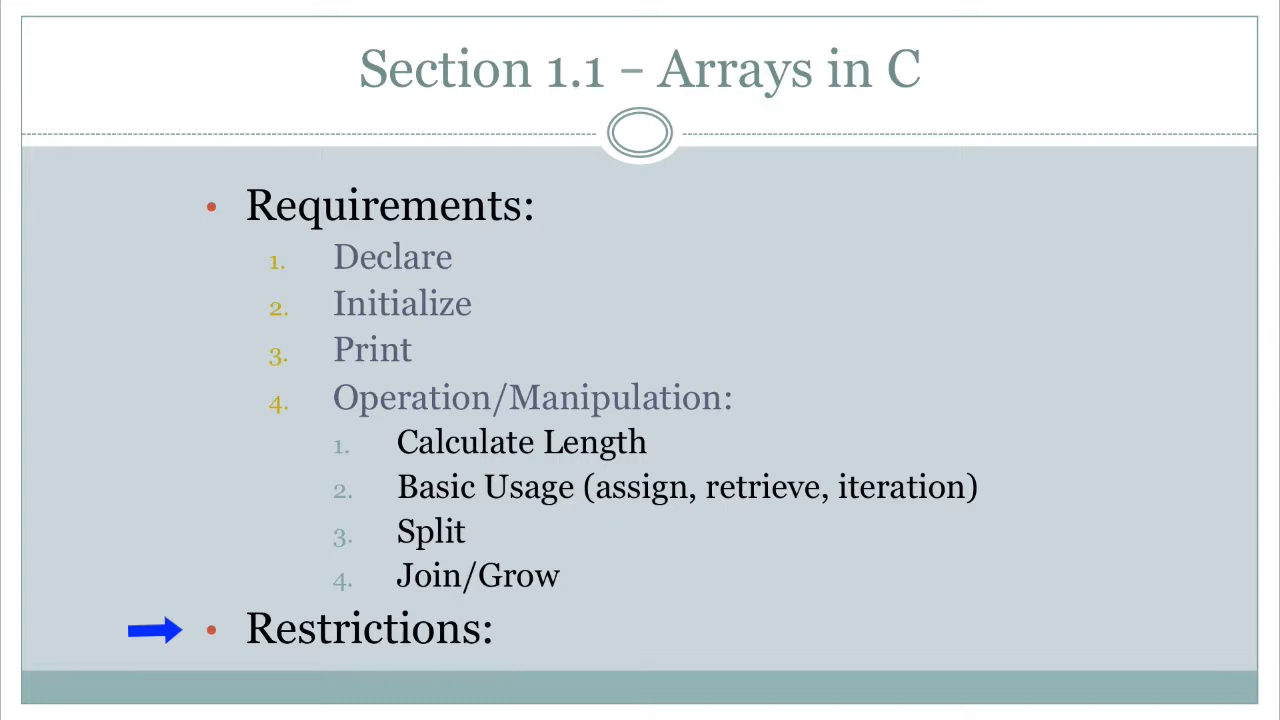 Section 1.1 – Arrays in C
• Requirements:
1. Declare
2. Initialize
3. Print
4. Operation/Manipulation:
1. Calculate Length
2. Basic Usage (assign, retrieve, iteration)
3. Split
4. Join/Grow
• Restrictions: